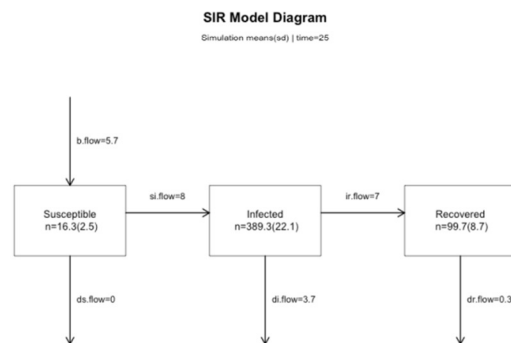 SIR Model Diagram
Simulation means(sd) | time=25
b.flow=5.7
si.flow=8
ir.flow=7
Susceptible
n=16.3(2.5)
Infected
n=389.3(22.1)
Recovered
n=99.7(8.7)
ds.flow=0
di.flow=3.7
dr.flow=0.3